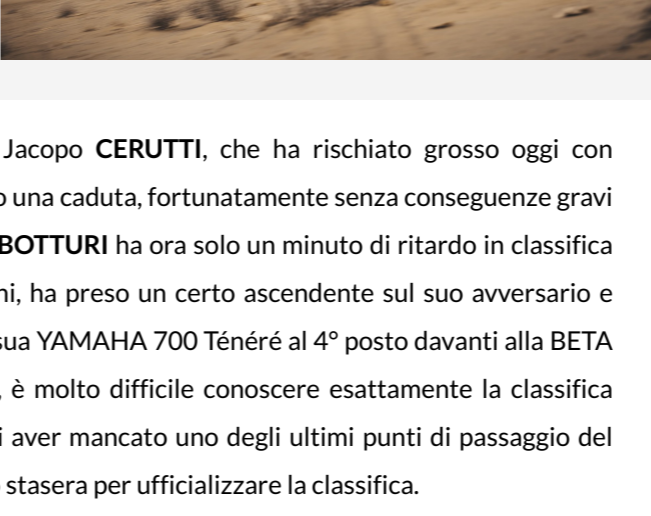 Jacopo CERUTTI, che ha rischiato grosso oggi con
una caduta, fortunatamente senza conseguenze gravi
BOTTURI ha ora solo un minuto di ritardo in classifica
ha preso un certo ascendente sul suo avversario e
sua YAMAHA 700 Ténéré al 4° posto davanti alla BETA
, è molto difficile conoscere esattamente la classifica
aver mancato uno degli ultimi punti di passaggio del
stasera per ufficializzare la classifica.